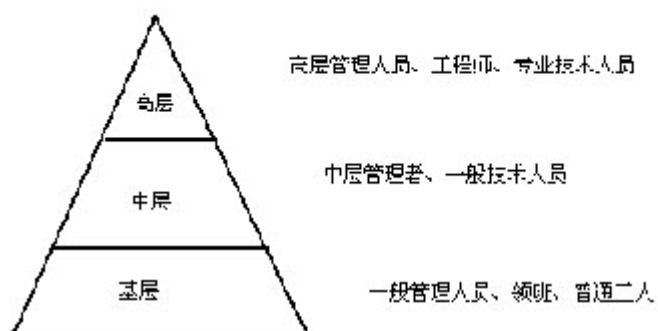 高层管理人员、工程师、专业技术人员
高层
中层管理者、一般技术人员
中层
基层
一般管理人员、领班、普通工人